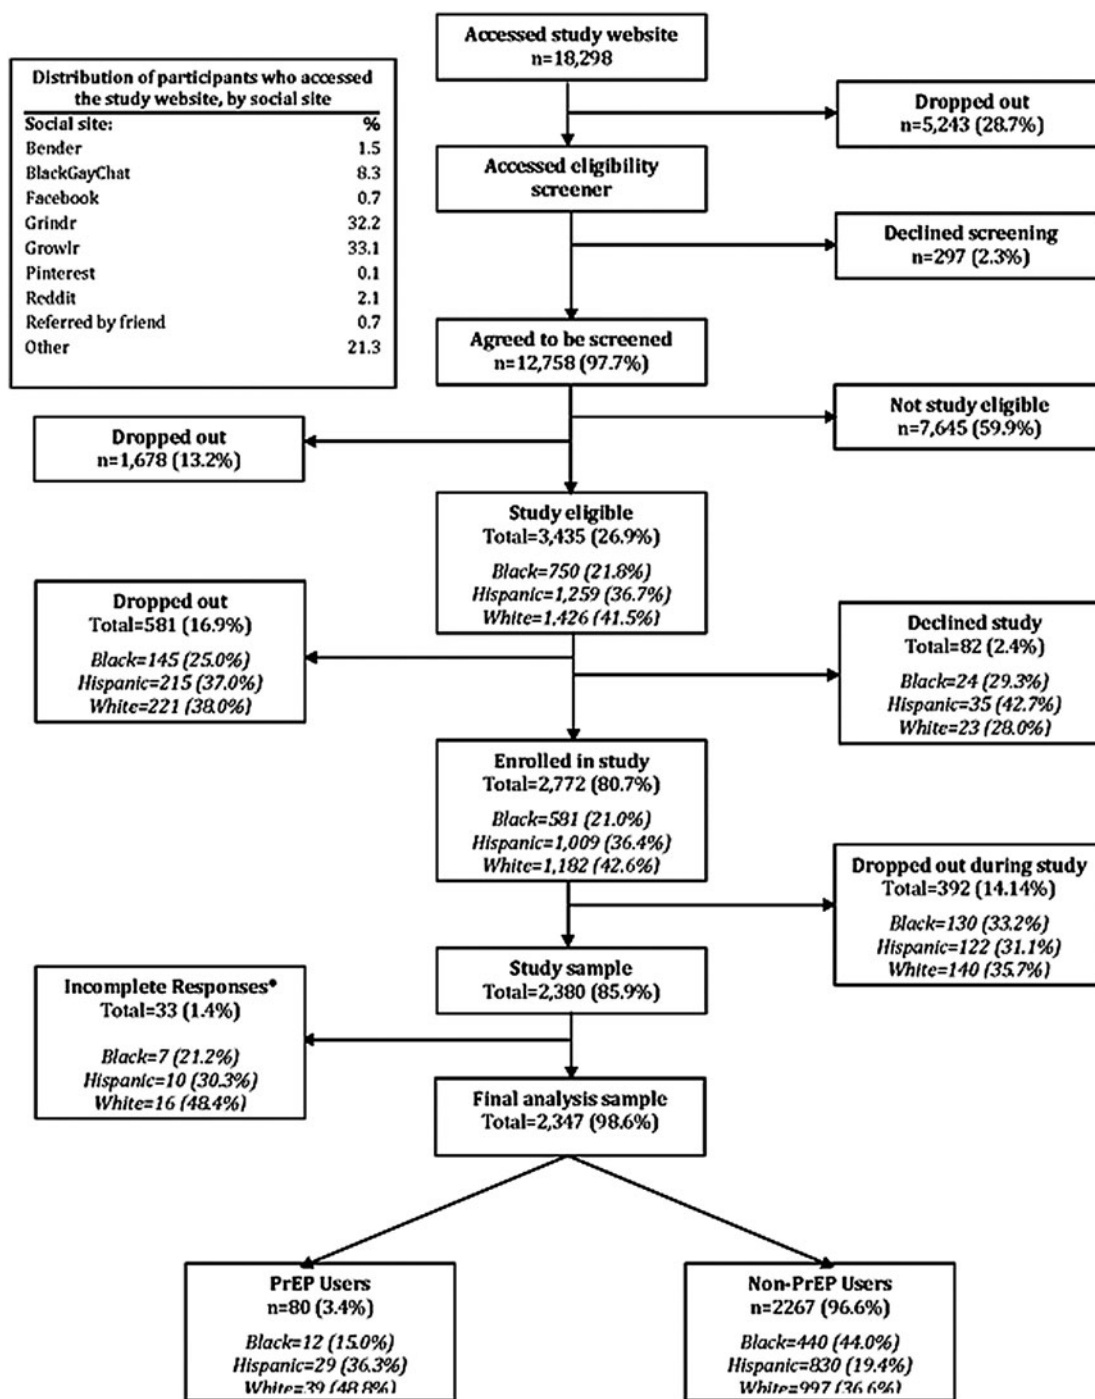 Accessed study website
n=18,298
Distribution of participants who accessed
the study website, by social site
Social site: %
Bender 1.5
BlackGayChat 8.3
Facebook 0.7
Grindr 32.2
Growlr 33.1
Pinterest 0.1
Reddit 2.1
Referred by friend 0.7
Other 21.3
Dropped out
n=5,243 (28.7%)
Accessed eligibility
screener
Declined screening
n=297 (2.3%)
Agreed to be screened
n=12,758 (97.7%)
Not study eligible
n=7,645 (59.9%)
Dropped out
n=1,678 (13.2%)
Study eligible
Total=3,435 (26.9%)
Black=750 (21.8%)
Hispanic=1,259 (36.7%)
White=1,426 (41.5%)
Dropped out
Total=581 (16.9%)
Black=145 (25.0%)
Hispanic=215 (37.0%)
White=221 (38.0%)
Declined study
Total=82 (2.4%)
Black=24 (29.3%)
Hispanic=35 (42.7%)
White=23 (28.0%)
Enrolled in study
Total=2,772 (80.7%)
Black=581 (21.0%)
Hispanic=1,009 (36.4%)
White=1,182 (42.6%)
Dropped out during study
Total=392 (14.14%)
Black=130 (33.2%)
Hispanic=122 (31.1%)
White=140 (35.7%)
Study sample
Total=2,380 (85.9%)
Incomplete Responses*
Total=33 (1.4%)
Black=7 (21.2%)
Hispanic=10 (30.3%)
White=16 (48.4%)
Final analysis sample
Total=2,347 (98.6%)
PrEP Users
n=80 (3.4%)
Black=12 (15.0%)
Hispanic=29 (36.3%)
White=39 (48.8%)
Non-PrEP Users
n=2267 (96.6%)
Black=440 (44.0%)
Hispanic=830 (19.4%)
White=997 (36.6%)